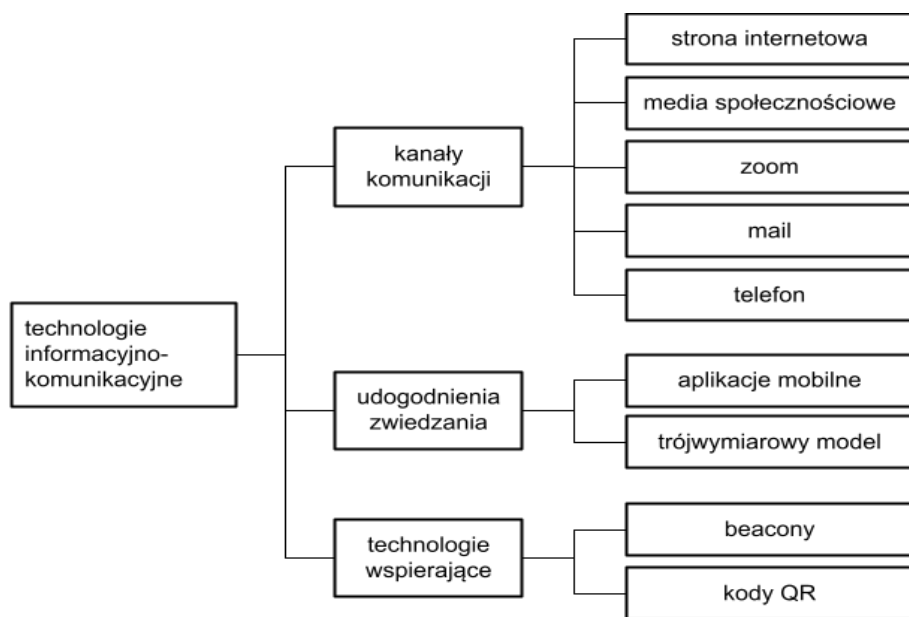 technologie
informacyjno-
komunikacyjne
kanały
komunikacji
strona internetowa
media społecznościowe
zoom
mail
telefon
udogodnienia
zwiedzania
aplikacje mobilne
trójwymiarowy model
technologie
wspierające
beacony
kody QR